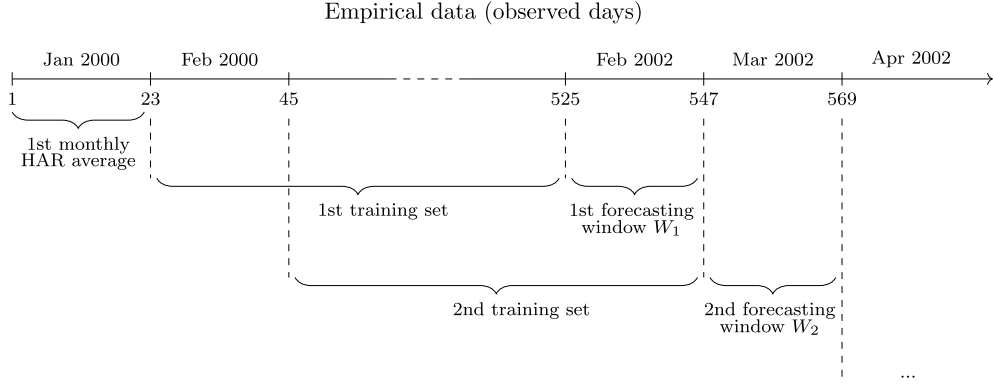 Empirical data (observed days)
Jan 2000 Feb 2000 Feb 2002 Mar 2002 Apr 2002
1 23 45 525 547 569
1st monthly
HAR average
1st training set
1st forecasting
window W₁
2nd training set
2nd forecasting
window W₂
...